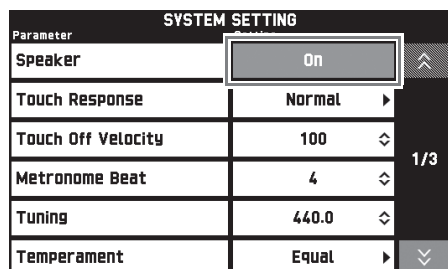 SYSTEM SETTING
Parameter
Speaker On
Touch Response Normal
Touch Off Velocity 100
1/3
Metronome Beat 4
Tuning 440.0
Temperament Equal